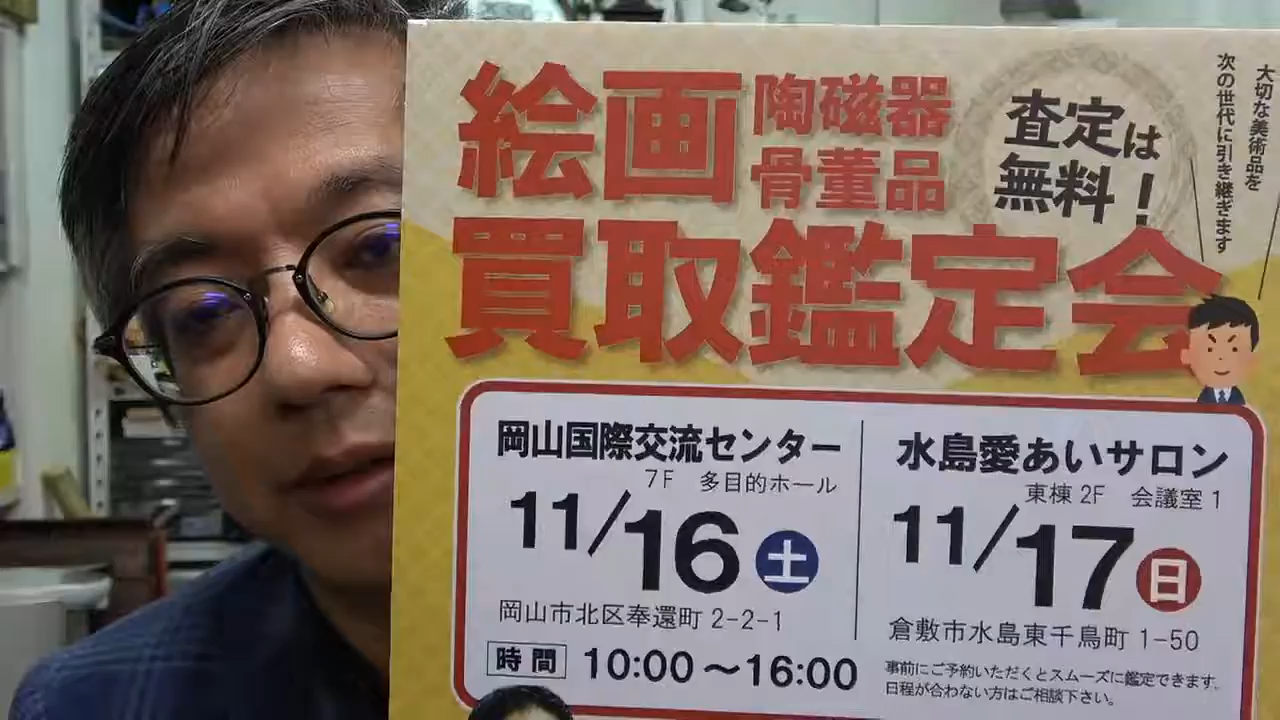 絵画
陶磁器
骨董品
査定は
無料！
大切な美術品を
次の世代に引き継ぎます
買取鑑定会
岡山国際交流センター
7F 多目的ホール
11/16 土
岡山市北区奉還町 2-2-1
時間 10:00～16:00
水島愛あいサロン
東棟 2F 会議室 1
11/17 日
倉敷市水島東千鳥町 1-50
事前にご予約いただくとスムーズに鑑定できます。
日程が合わない方はご相談下さい。